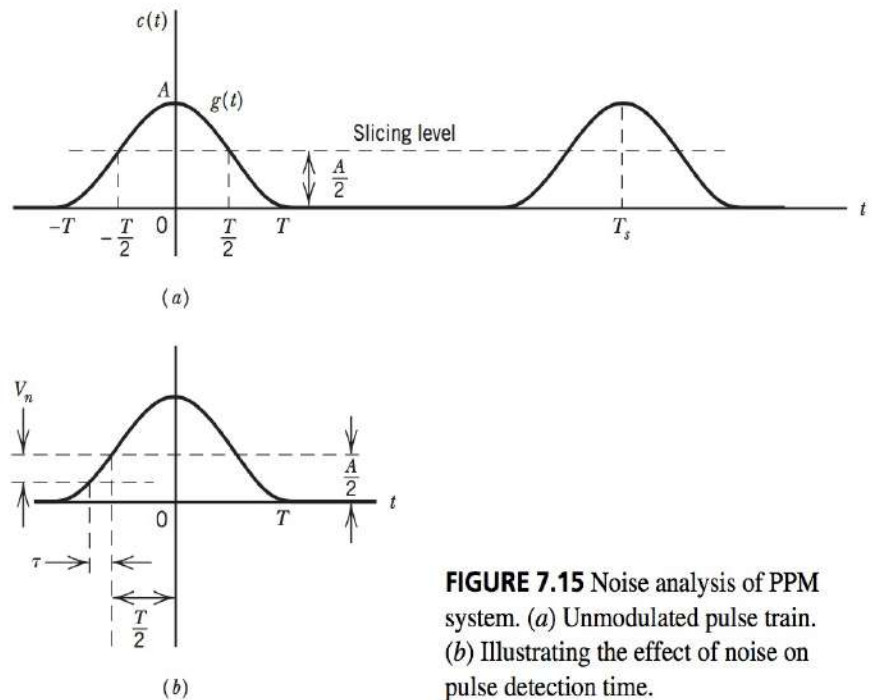 c(t)
A
g(t)
Slicing level
A/2
t
-T
-T/2
0
T/2
T
T_s
(a)
V_n
A/2
t
0
T
τ
T/2
(b)
FIGURE 7.15 Noise analysis of PPM
system. (a) Unmodulated pulse train.
(b) Illustrating the effect of noise on
pulse detection time.